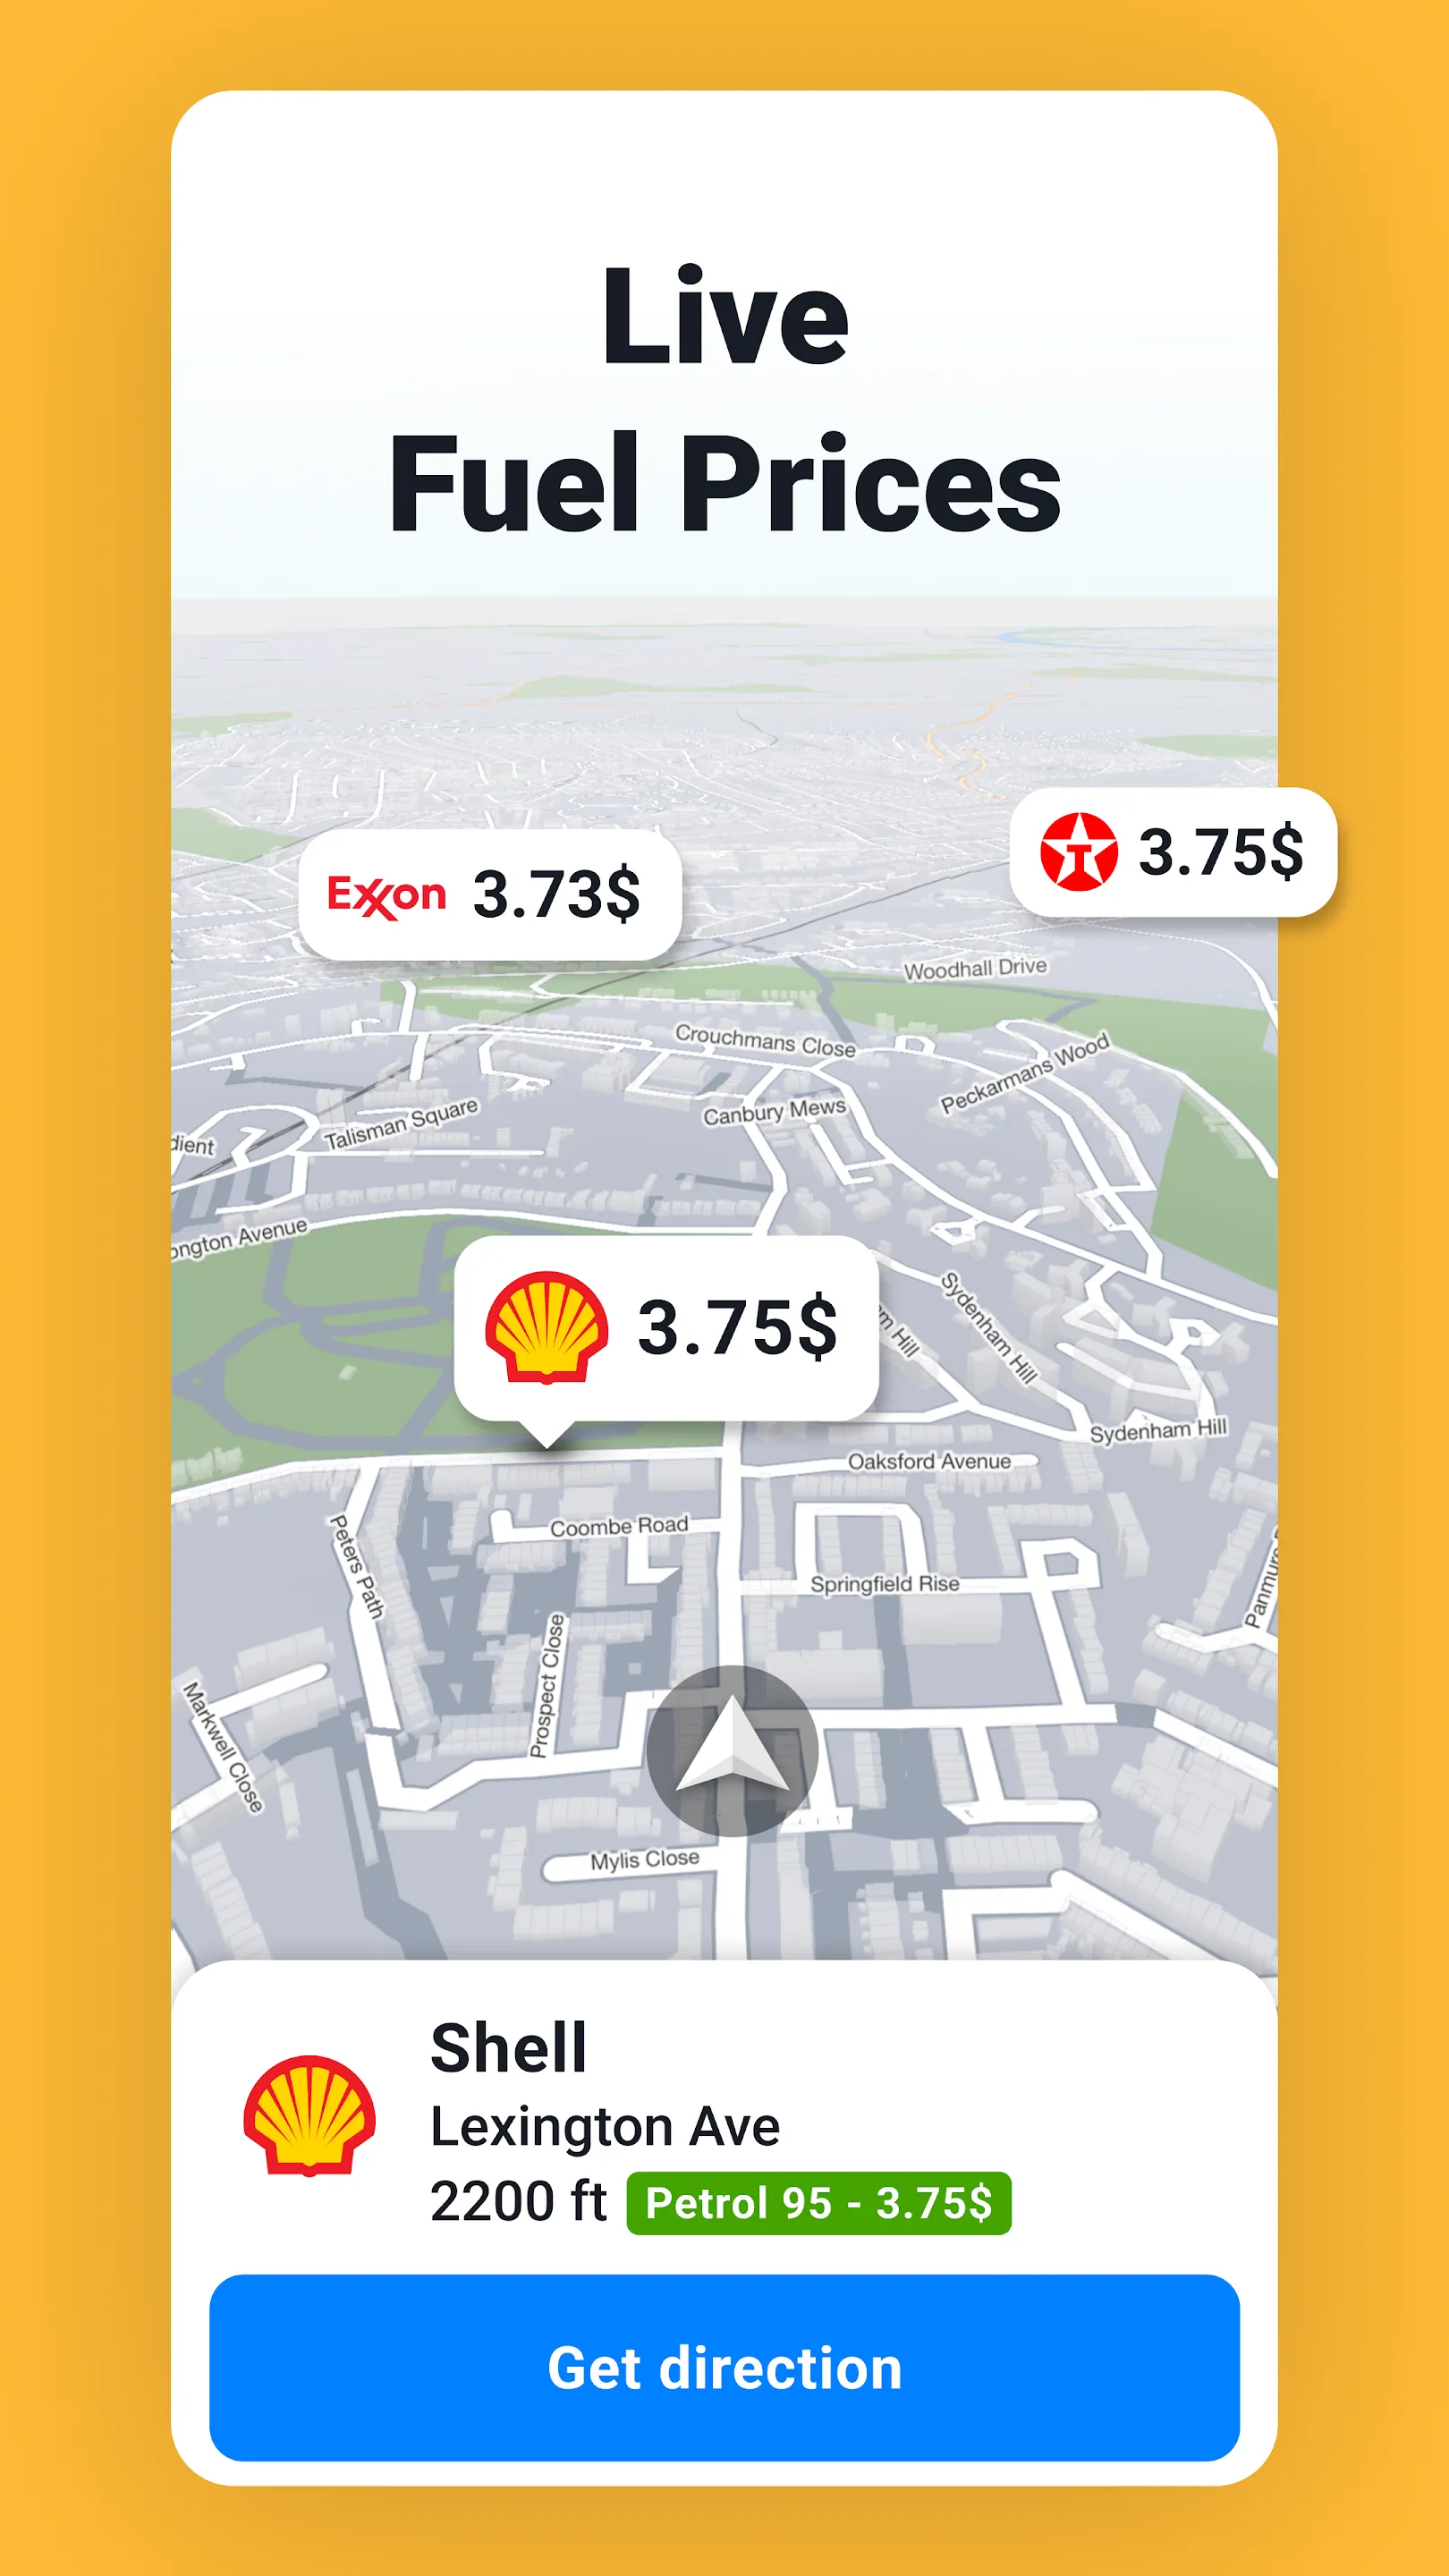 Live
Fuel Prices
3.75$
Exxon 3.73$
Woodhall Drive
Crouchmans Close
Peckarmans Wood
Canbury Mews
Talisman Square
dient
ongton Avenue
3.75$
m Hill
Sydenham Hill
Sydenham Hill
Oaksford Avenue
Coombe Road
Peters Path
Springfield Rise
Panmure
Prospect Close
Markwell Close
Mylis Close
Shell
Lexington Ave
2200 ft Petrol 95 - 3.75$
Get direction